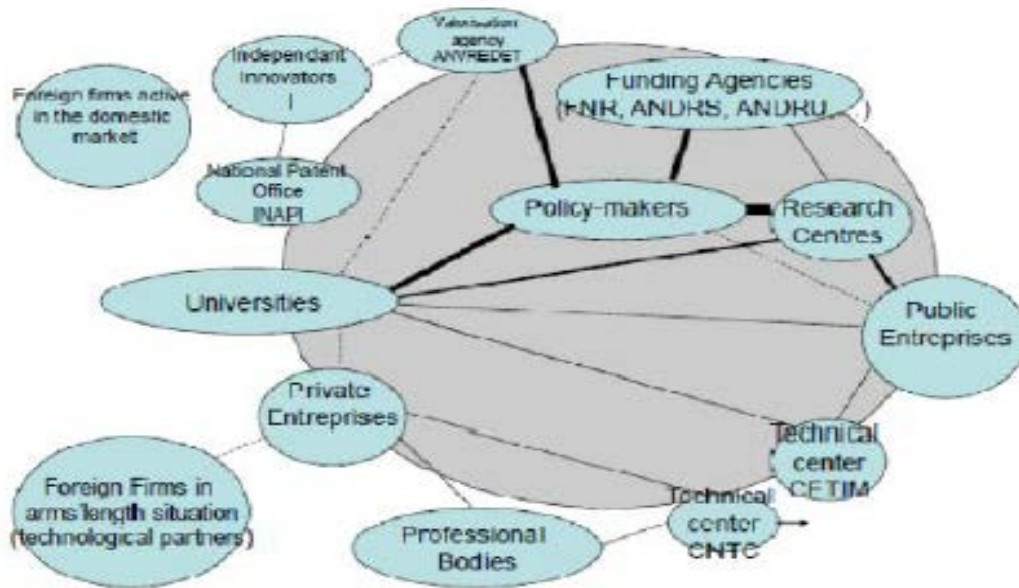 Valorisation
agency
ANVREDET
Independant
Innovators
I
Foreign firms active
in the domestic
market
National Patent
Office
INAPI
Funding Agencies
(FNR, ANDRS, ANDRU,
Policy-makers
Research
Centres
Universities
Public
Entreprises
Private
Entreprises
Technical
center
CETIM
Foreign Firms in
arms'length situation
(technological partners)
Professional
Bodies
Technical
center
CNTC